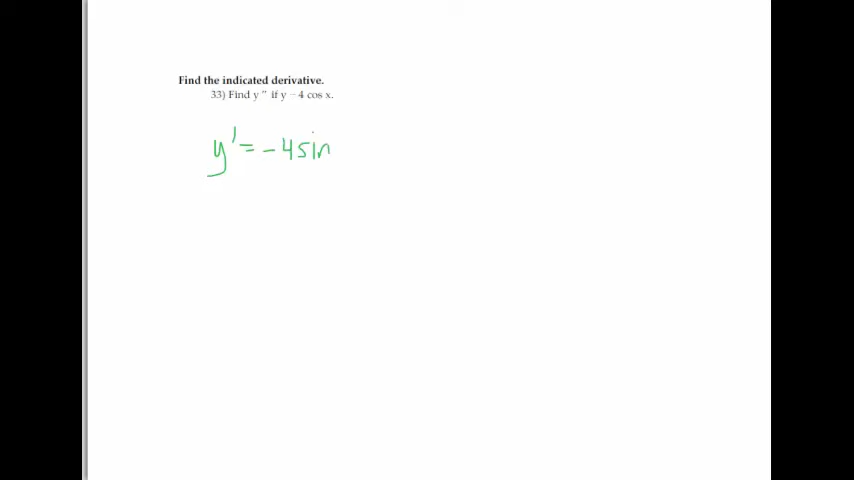 Find the indicated derivative.
33) Find y '' if y = 4 cos x.
y' = -4sin